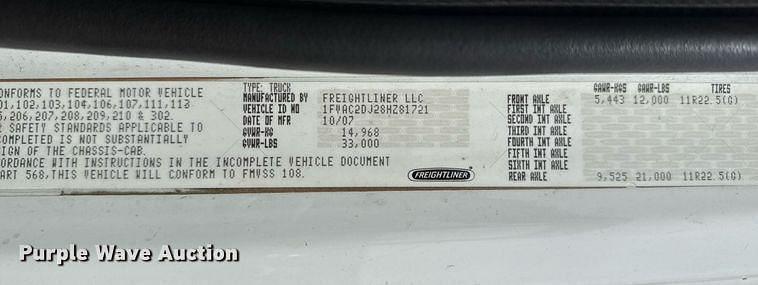 ONFORMS TO FEDERAL MOTOR VEHICLE
01,102,103,104,106,107,111,113
5,206,207,208,209,210 & 302.
R SAFETY STANDARDS APPLICABLE TO
COMPLETED IS NOT SUBSTANTIALLY
IGN OF THE CHASSIS-CAB.
CORDANCE WITH INSTRUCTIONS IN THE INCOMPLETE VEHICLE DOCUMENT
ART 568,THIS VEHICLE WILL CONFORM TO FMVSS 108.
TYPE: TRUCK
MANUFACTURED BY FREIGHTLINER LLC
VEHICLE ID NO 1FVAC2DJ28HZ81721
DATE OF MFR 10/07
GVWR-KG 14,968
GVWR-LBS 33,000
FREIGHTLINER
GAWR-KGS GAWR-LBS TIRES
FRONT AXLE 5,443 12,000 11R22.5(G)
FIRST INT AXLE
SECOND INT AXLE
THIRD INT AXLE
FOURTH INT AXLE
FIFTH INT AXLE
SIXTH INT AXLE
REAR AXLE 9,525 21,000 11R22.5(G)
Purple Wave Auction